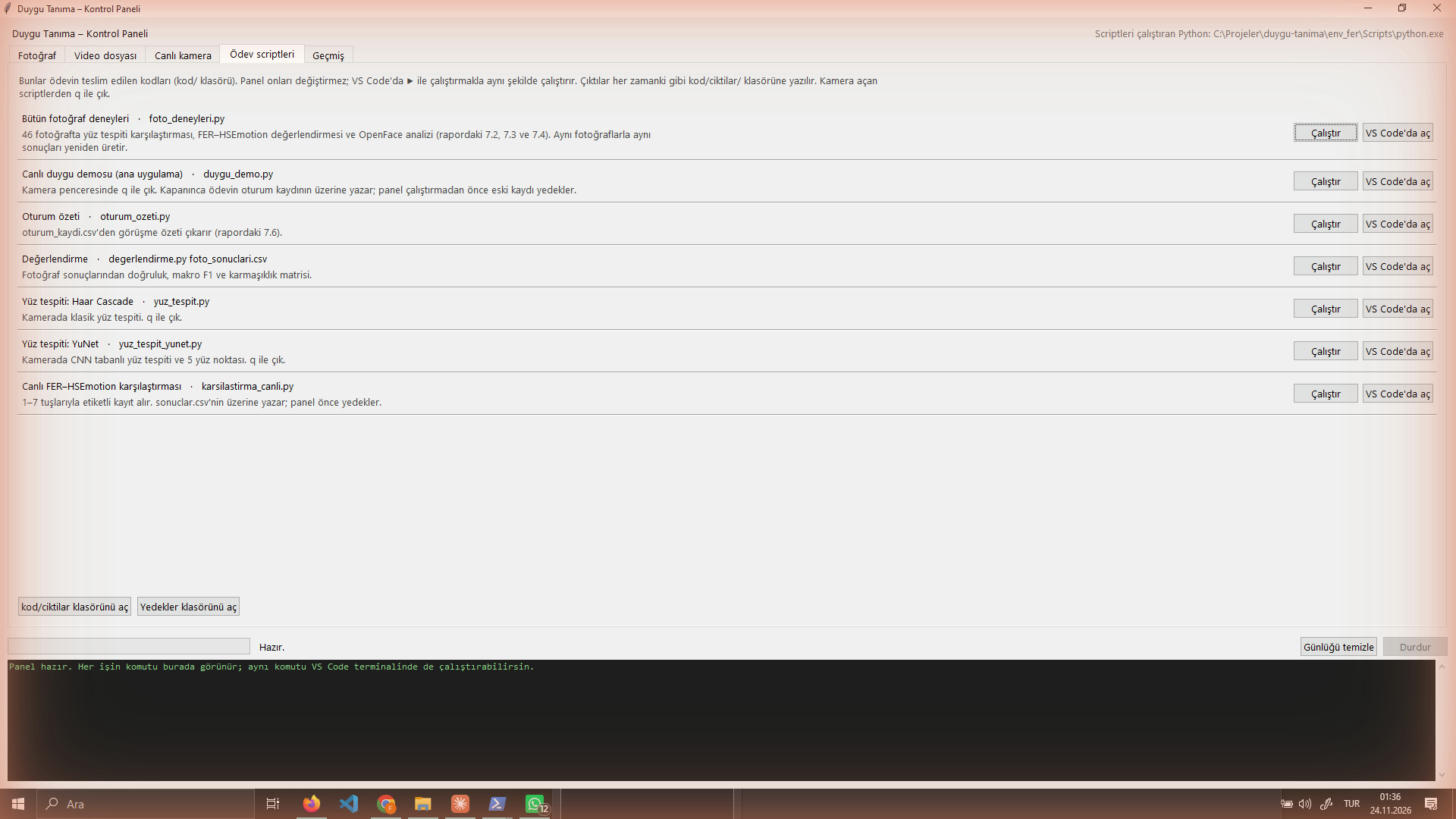 Duygu Tanıma – Kontrol Paneli
Duygu Tanıma – Kontrol Paneli
Scriptleri çalıştıran Python: C:\Projeler\duygu-tanima\env_fer\Scripts\python.exe
Fotoğraf Video dosyası Canlı kamera Ödev scriptleri Geçmiş
Bunlar ödevin teslim edilen kodları (kod/ klasörü). Panel onları değiştirmez; VS Code'da ► ile çalıştırmakla aynı şekilde çalıştırır. Çıktılar her zamanki gibi kod/ciktilar/ klasörüne yazılır. Kamera açan
scriptlerden q ile çık.
Bütün fotoğraf deneyleri · foto_deneyleri.py
46 fotoğrafta yüz tespiti karşılaştırması, FER–HSEmotion değerlendirmesi ve OpenFace analizi (rapordaki 7.2, 7.3 ve 7.4). Aynı fotoğraflarla aynı
sonuçları yeniden üretir.
Çalıştır VS Code'da aç
Canlı duygu demosu (ana uygulama) · duygu_demo.py
Kamera penceresinde q ile çık. Kapanınca ödevin oturum kaydının üzerine yazar; panel çalıştırmadan önce eski kaydı yedekler.
Çalıştır VS Code'da aç
Oturum özeti · oturum_ozeti.py
oturum_kaydi.csv'den görüşme özeti çıkarır (rapordaki 7.6).
Çalıştır VS Code'da aç
Değerlendirme · degerlendirme.py foto_sonuclari.csv
Fotoğraf sonuçlarından doğruluk, makro F1 ve karmaşıklık matrisi.
Çalıştır VS Code'da aç
Yüz tespiti: Haar Cascade · yuz_tespit.py
Kamerada klasik yüz tespiti. q ile çık.
Çalıştır VS Code'da aç
Yüz tespiti: YuNet · yuz_tespit_yunet.py
Kamerada CNN tabanlı yüz tespiti ve 5 yüz noktası. q ile çık.
Çalıştır VS Code'da aç
Canlı FER–HSEmotion karşılaştırması · karsilastirma_canli.py
1–7 tuşlarıyla etiketli kayıt alır. sonuclar.csv'nin üzerine yazar; panel önce yedekler.
Çalıştır VS Code'da aç
kod/ciktilar klasörünü aç Yedekler klasörünü aç
Hazır.
Günlüğü temizle Durdur
Panel hazır. Her işin komutu burada görünür; aynı komutu VS Code terminalinde de çalıştırabilirsin.
Ara
12
TUR
01:36
24.11.2026